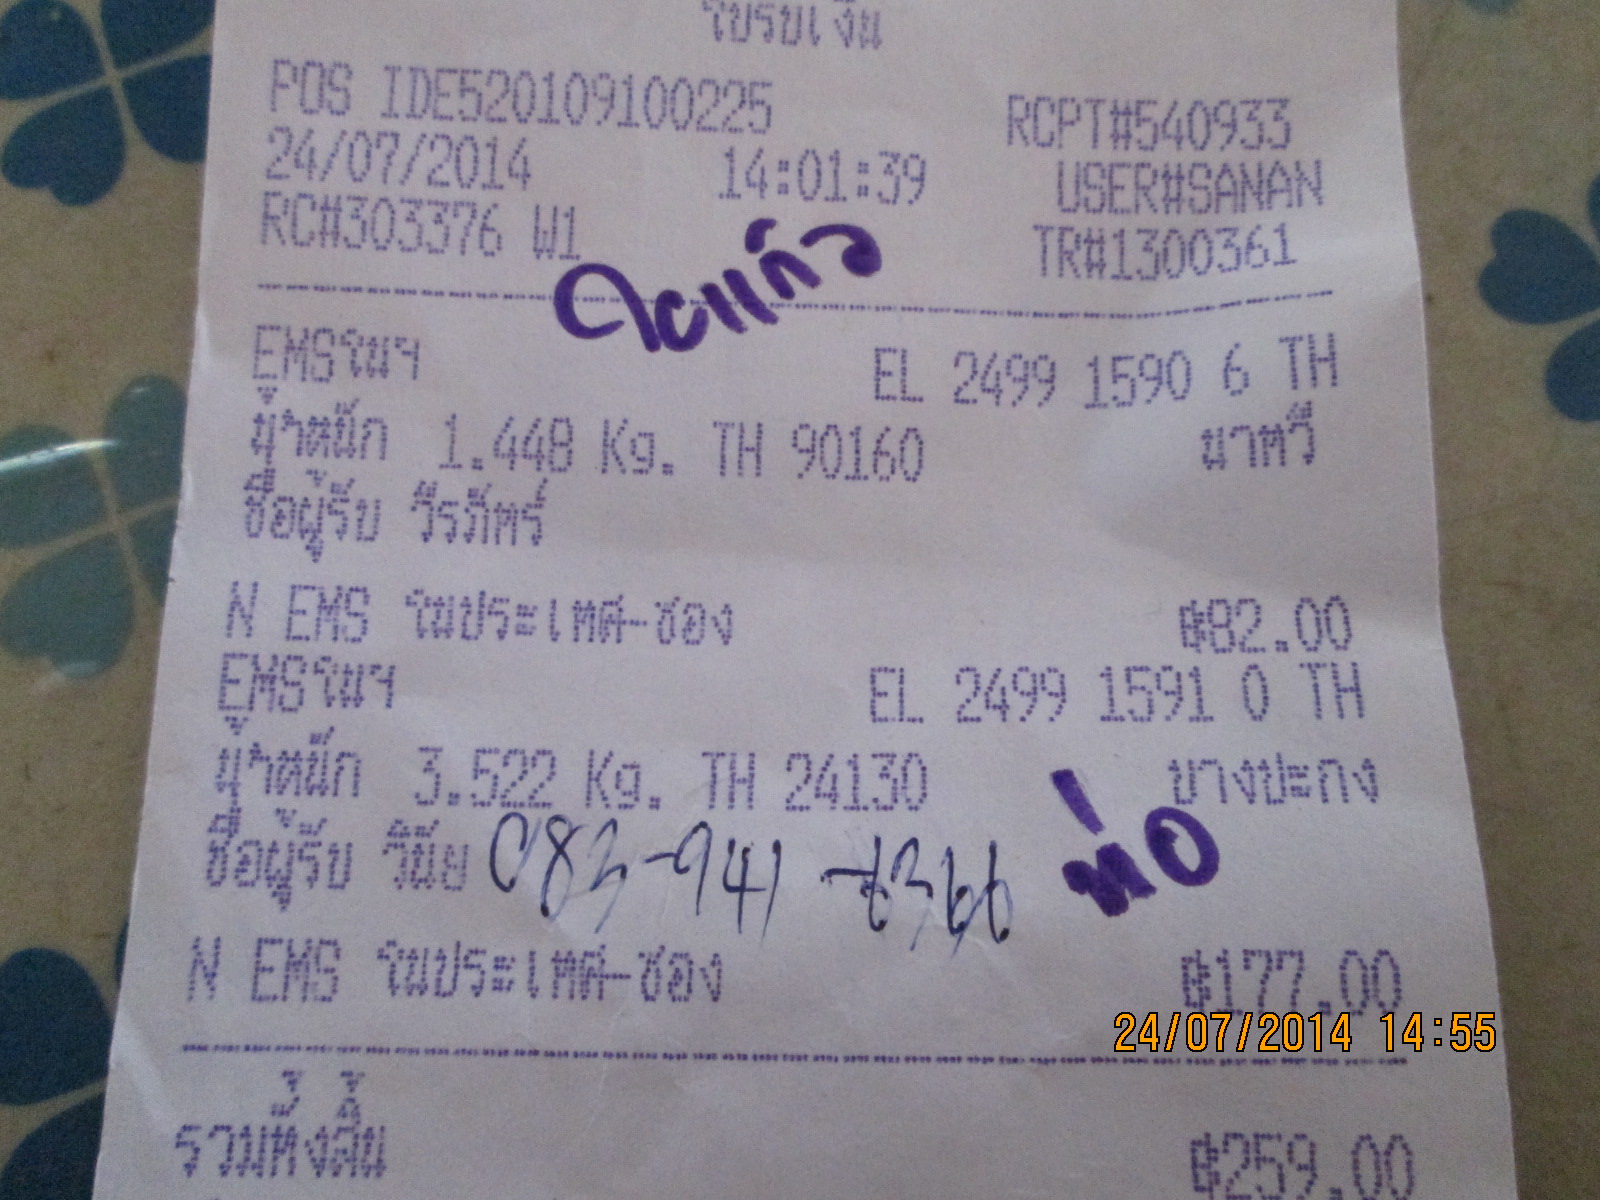 ใบรับเงิน
POS IDE520109100225 RCPT#540933
24/07/2014 14:01:39 USER#SANAN
RC#303376 W1 TR#1300361
ใยแก้ว
EMSในฯ EL 2499 1590 6 TH
น้ำหนัก 1.448 Kg. TH 90160 นาทวี
ชื่อผู้รับ วีรภัทร์
N EMS ในประเทศ-ซอง ฿82.00
EMSในฯ EL 2499 1591 0 TH
น้ำหนัก 3.522 Kg. TH 24130 บางปะกง
ชื่อผู้รับ วินัย 083-941-6366 ท่อ
N EMS ในประเทศ-ซอง ฿177.00
24/07/2014 14:55
รวมทั้งสิ้น ฿259.00